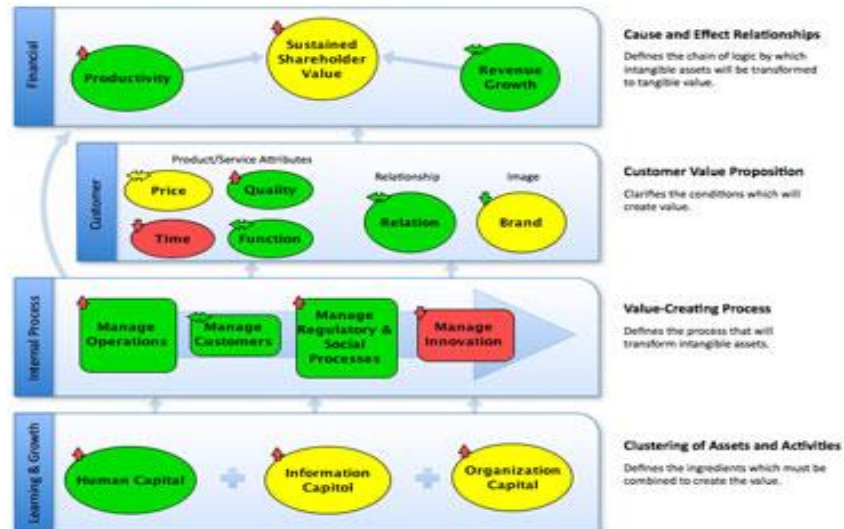 Financial
Productivity
Sustained
Shareholder
Value
Revenue
Growth
Cause and Effect Relationships
Defines the chain of logic by which
intangible assets will be transformed
to tangible value.
Customer
Product/Service Attributes
Price
Quality
Time
Function
Relationship
Relation
Image
Brand
Customer Value Proposition
Clarifies the conditions which will
create value.
Internal Process
Manage
Operations
Manage
Customers
Manage
Regulatory &
Social
Processes
Manage
Innovation
Value-Creating Process
Defines the process that will
transform intangible assets.
Learning & Growth
Human Capital
Information
Capitol
Organization
Capital
Clustering of Assets and Activities
Defines the ingredients which must be
combined to create the value.